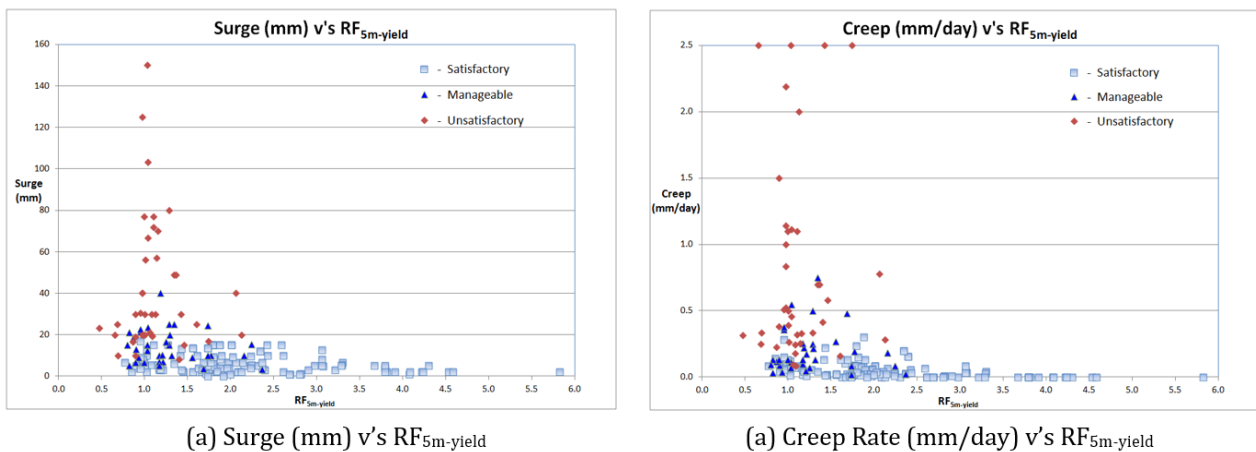 Surge (mm) v's RF5m-yield
160
140
120
100
80
60
40
20
0
Surge
(mm)
- Satisfactory
- Manageable
- Unsatisfactory
0.0 0.5 1.0 1.5 2.0 2.5 3.0 3.5 4.0 4.5 5.0 5.5 6.0
RF5m-yield
(a) Surge (mm) v’s RF5m-yield
Creep (mm/day) v's RF5m-yield
2.5
2.0
1.5
1.0
0.5
0.0
Creep
(mm/day)
- Satisfactory
- Manageable
- Unsatisfactory
0.0 0.5 1.0 1.5 2.0 2.5 3.0 3.5 4.0 4.5 5.0 5.5 6.0
RF5m-yield
(a) Creep Rate (mm/day) v’s RF5m-yield